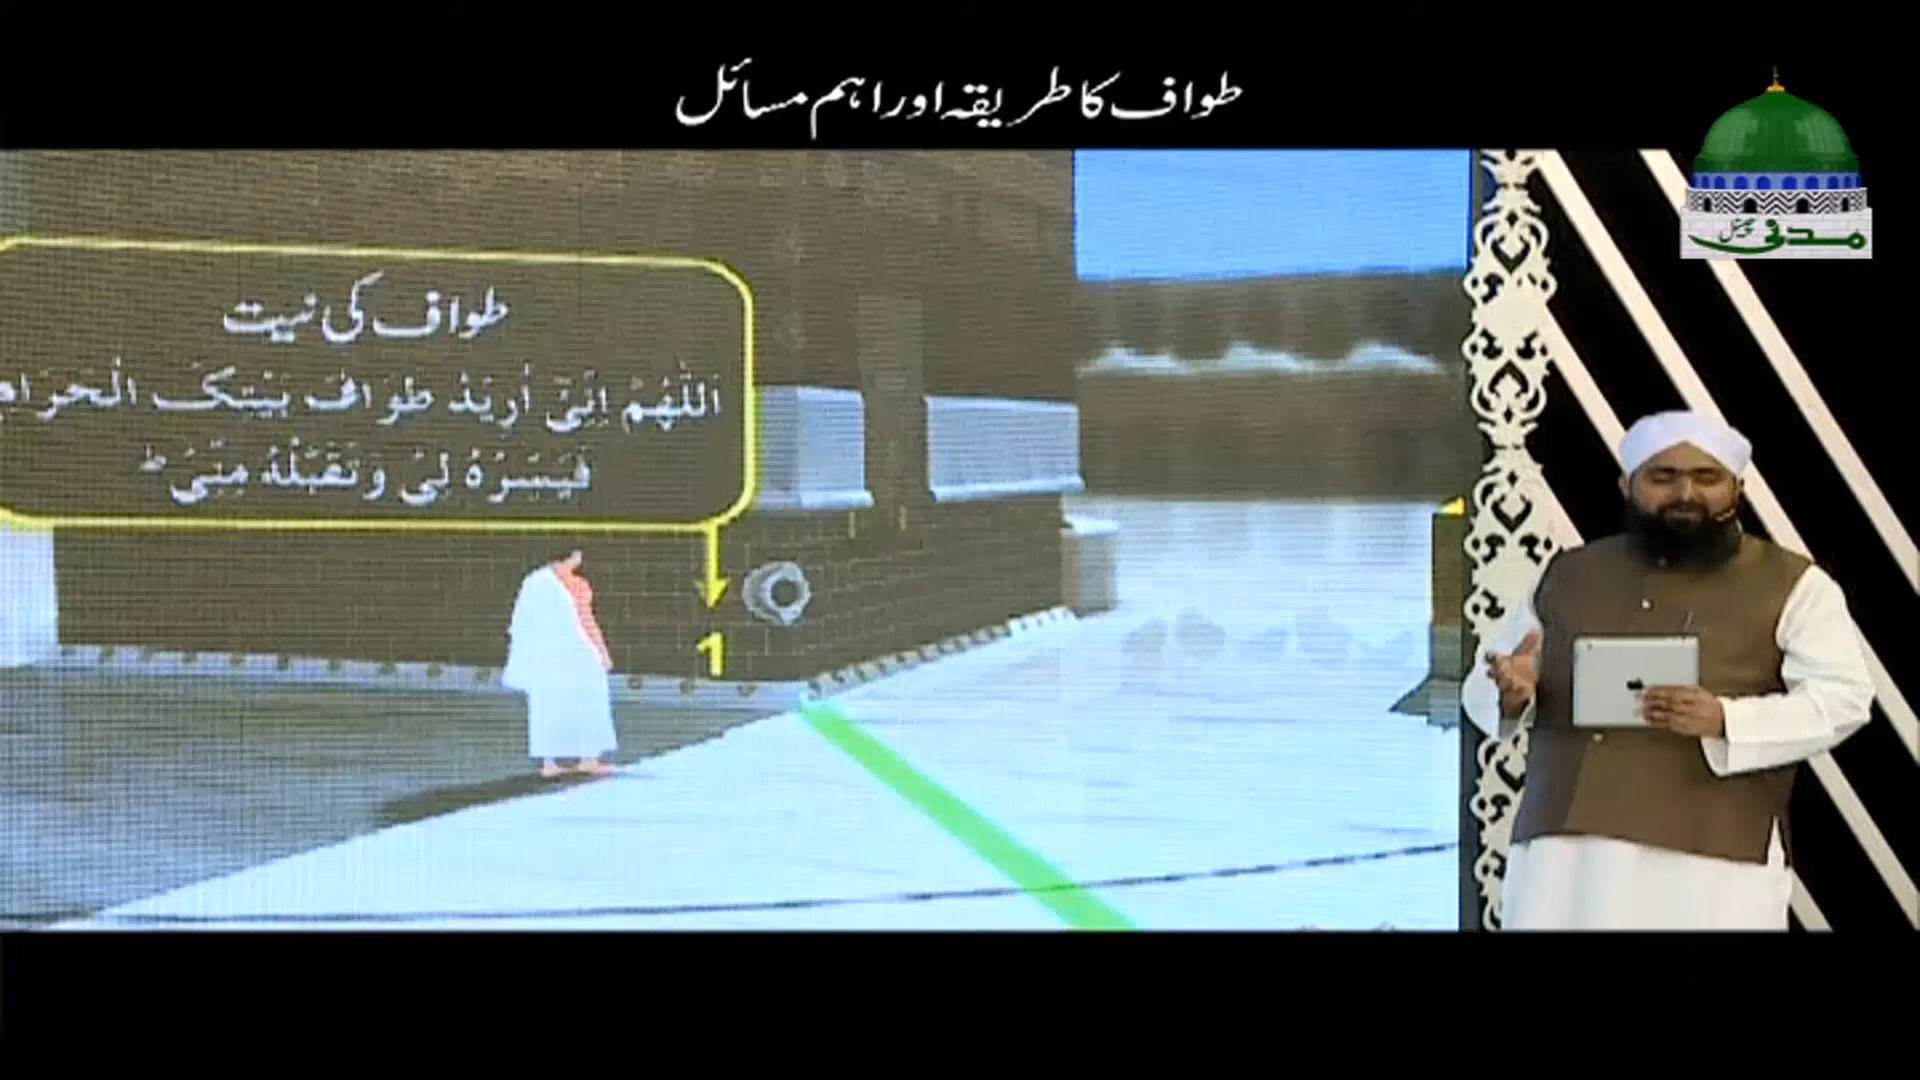 طواف کا طریقہ اور اہم مسائل
مدنی چینل
طواف کی نیت
اَللّٰهُمَّ اِنِّیْۤ اُرِیْدُ طَوَافَ بَیْتِکَ الْحَرَامِ
فَیَسِّرْهُ لِیْ وَ تَقَبَّلْهُ مِنِّیْ ؕ
1